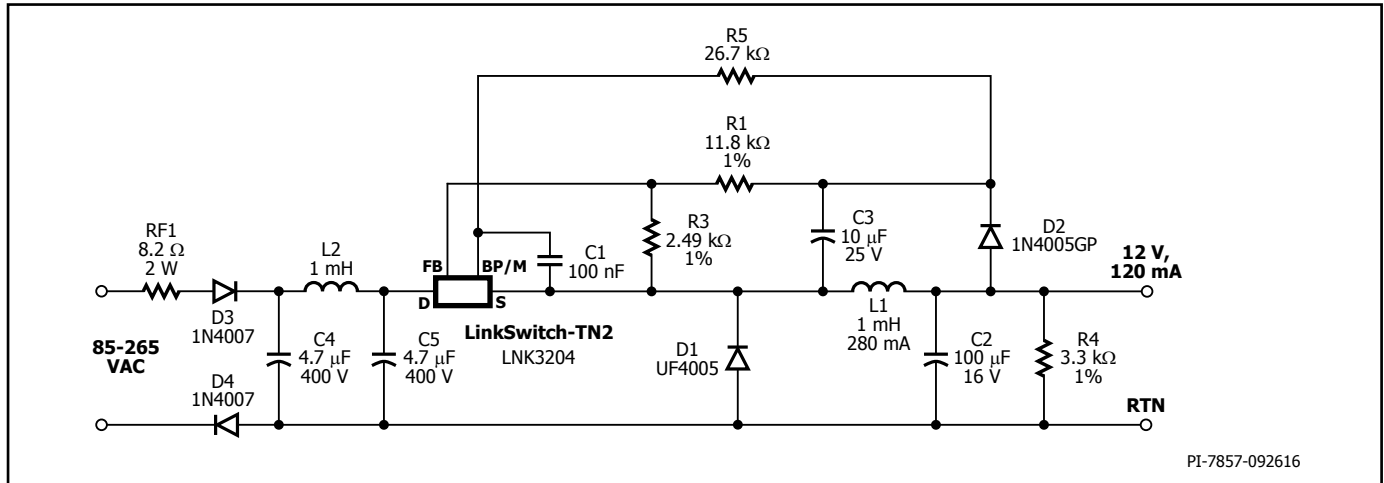 R5
26.7 kΩ
R1
11.8 kΩ
1%
RF1
8.2 Ω
2 W
L2
1 mH
FB
BP/M
D
S
C1
100 nF
R3
2.49 kΩ
1%
C3
10 µF
25 V
D2
1N4005GP
12 V,
120 mA
D3
1N4007
85-265
VAC
C4
4.7 µF
400 V
C5
4.7 µF
400 V
LinkSwitch-TN2
LNK3204
D1
UF4005
L1
1 mH
280 mA
C2
100 µF
16 V
R4
3.3 kΩ
1%
D4
1N4007
RTN
PI-7857-092616